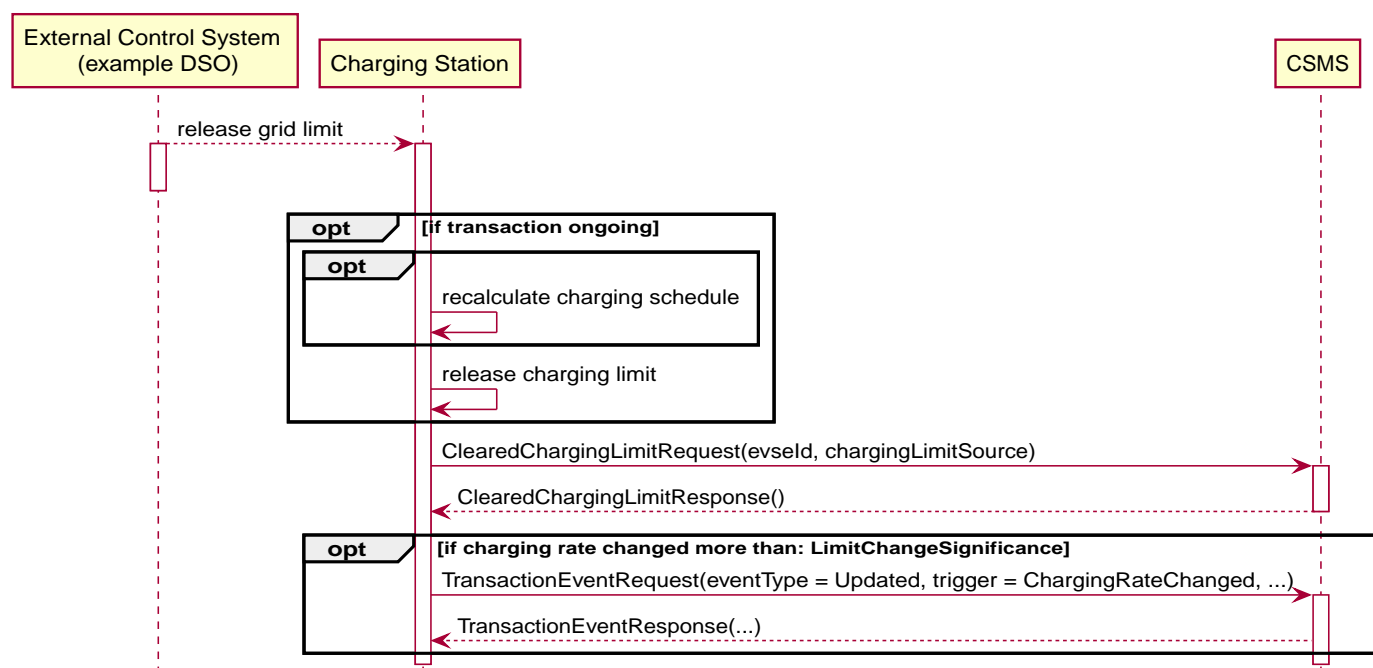 External Control System
(example DSO)
Charging Station
CSMS
release grid limit
opt [if transaction ongoing]
opt
recalculate charging schedule
release charging limit
ClearedChargingLimitRequest(evseId, chargingLimitSource)
ClearedChargingLimitResponse()
opt [if charging rate changed more than: LimitChangeSignificance]
TransactionEventRequest(eventType = Updated, trigger = ChargingRateChanged, ...)
TransactionEventResponse(...)